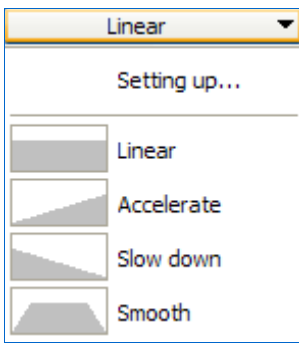 Linear
Setting up...
Linear
Accelerate
Slow down
Smooth